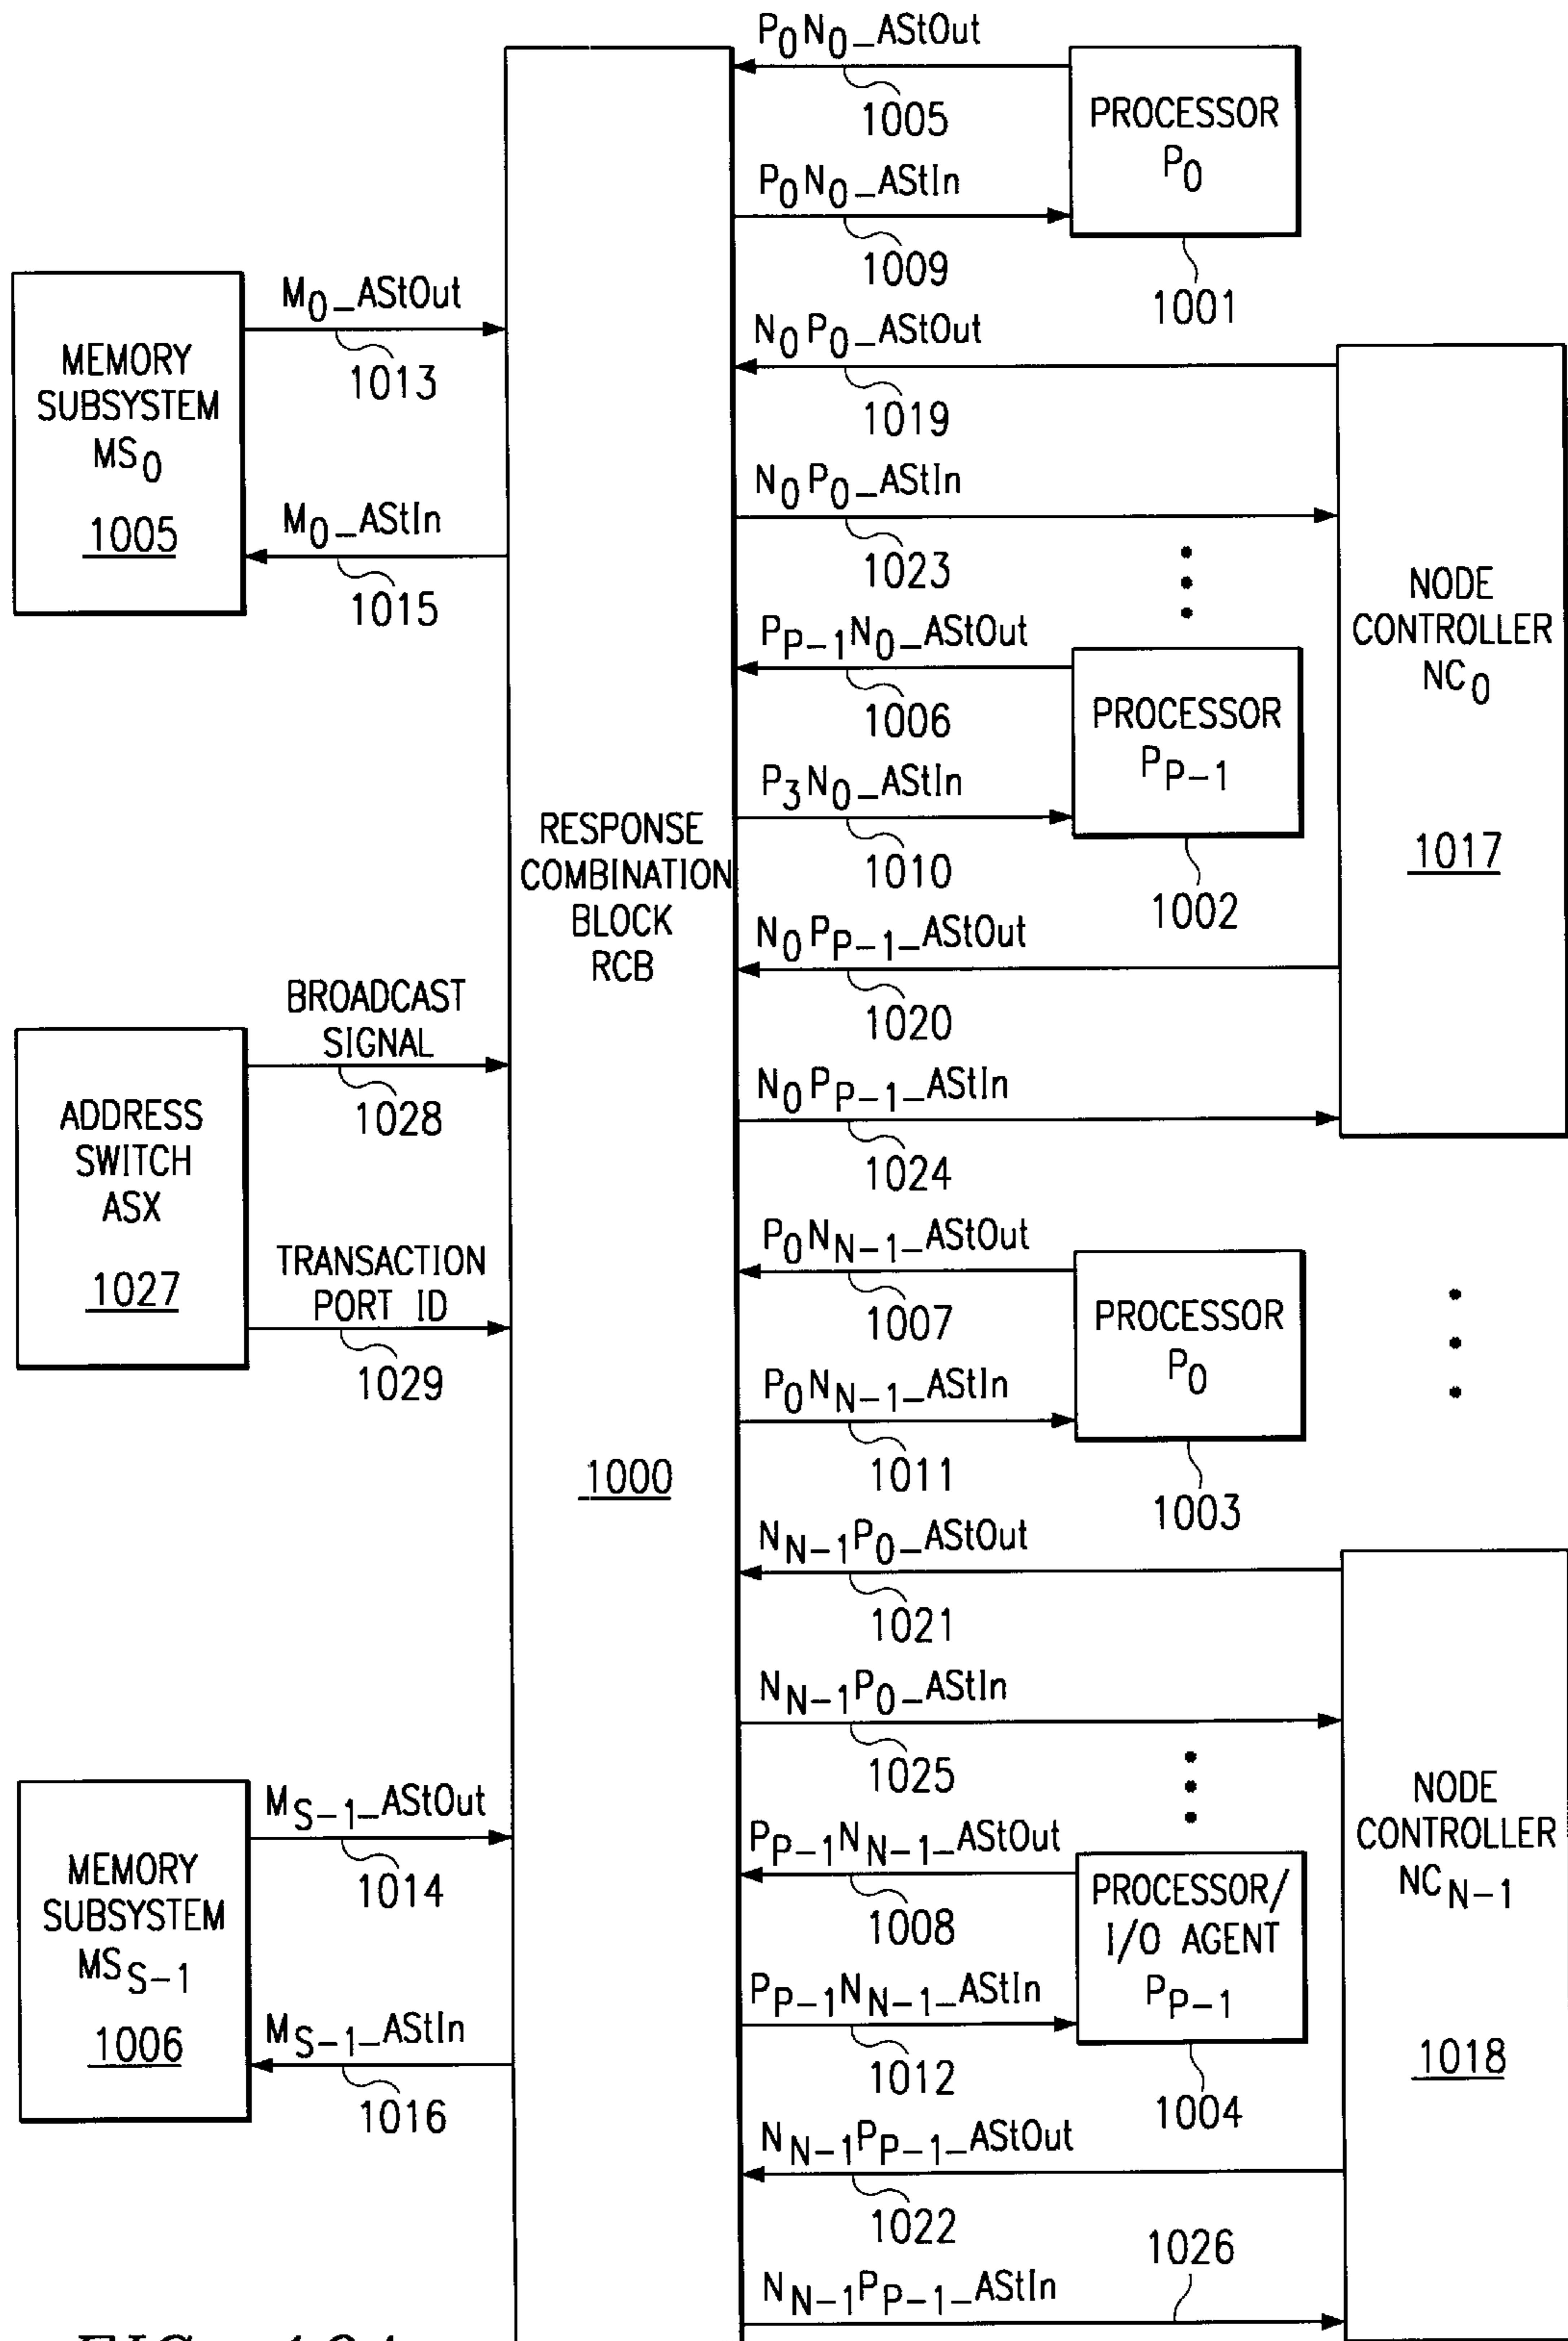 P0N0_AStOut
1005
PROCESSOR
P0
P0N0_AStIn
1009
1001
M0_AStOut
1013
MEMORY
SUBSYSTEM
MS0
1005
M0_AStIn
1015
N0P0_AStOut
1019
N0P0_AStIn
1023
NODE
CONTROLLER
NC0
1017
PP-1N0_AStOut
1006
PROCESSOR
PP-1
P3N0_AStIn
1010
1002
RESPONSE
COMBINATION
BLOCK
RCB
1000
N0PP-1_AStOut
1020
N0PP-1_AStIn
1024
BROADCAST
SIGNAL
1028
ADDRESS
SWITCH
ASX
1027
TRANSACTION
PORT ID
1029
P0NN-1_AStOut
1007
PROCESSOR
P0
P0NN-1_AStIn
1011
1003
NN-1P0_AStOut
1021
NN-1P0_AStIn
1025
NODE
CONTROLLER
NCN-1
1018
MS-1_AStOut
1014
MEMORY
SUBSYSTEM
MSS-1
1006
MS-1_AStIn
1016
PP-1NN-1_AStOut
1008
PROCESSOR/
I/O AGENT
PP-1
PP-1NN-1_AStIn
1012
1004
NN-1PP-1_AStOut
1022
1026
NN-1PP-1_AStIn